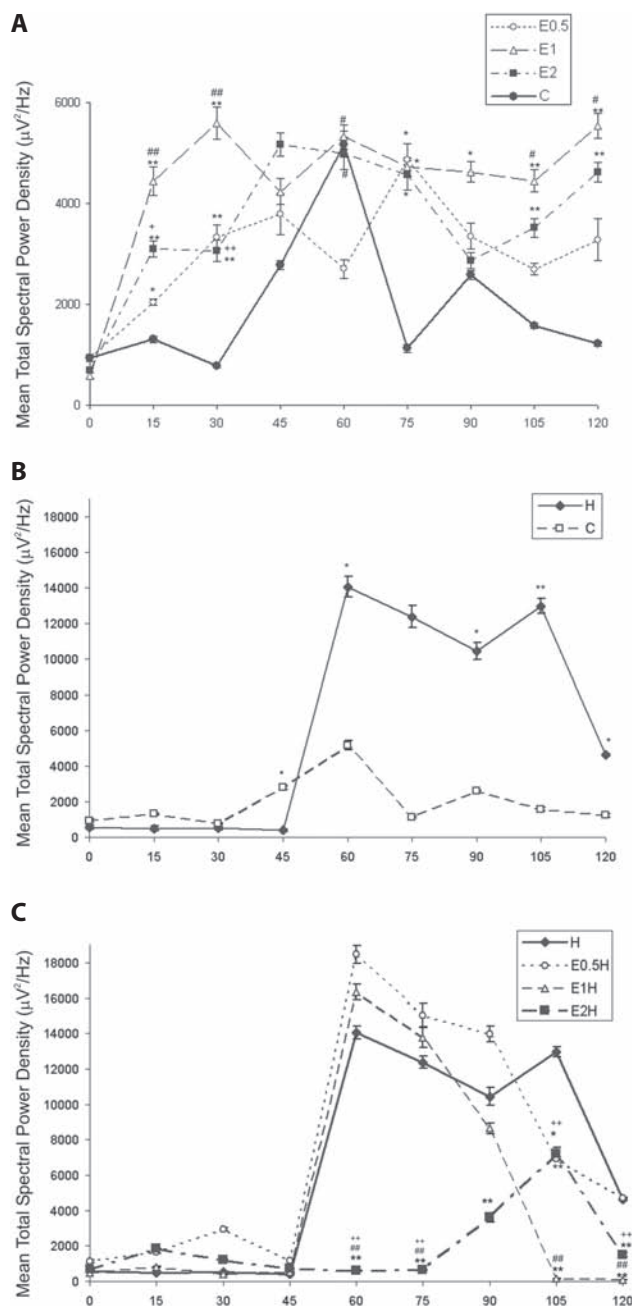 A
E0.5
E1
E2
C
Mean Total Spectral Power Density (µV²/Hz)
6000
4000
2000
0
## ** ## ** + ** * ** ++ ** # # * * * * # ** ** # **
0 15 30 45 60 75 90 105 120
B
H
C
Mean Total Spectral Power Density (µV²/Hz)
18000
16000
14000
12000
10000
8000
6000
4000
2000
0
* * * ** *
0 15 30 45 60 75 90 105 120
C
H
E0.5H
E1H
E2H
Mean Total Spectral Power Density (µV²/Hz)
18000
16000
14000
12000
10000
8000
6000
4000
2000
0
++ ## ** ++ ## ** ** ++ * ** ## ** ++ ** ## **
0 15 30 45 60 75 90 105 120